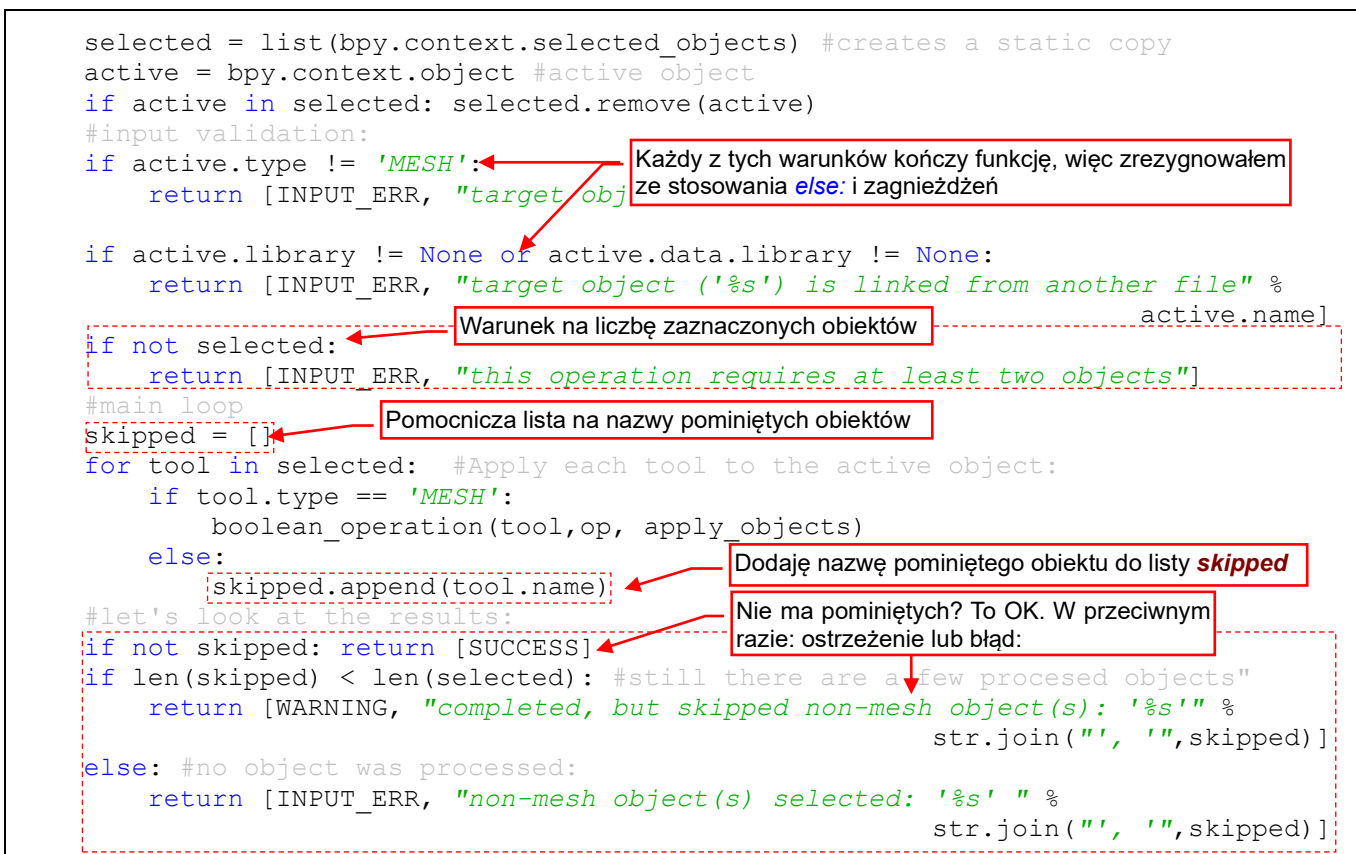 selected = list(bpy.context.selected_objects) #creates a static copy
active = bpy.context.object #active object
if active in selected: selected.remove(active)
#input validation:
if active.type != 'MESH':
Każdy z tych warunków kończy funkcję, więc zrezygnowałem
ze stosowania else: i zagnieżdżeń
return [INPUT_ERR, "target obj
if active.library != None or active.data.library != None:
return [INPUT_ERR, "target object ('%s') is linked from another file" %
active.name]
Warunek na liczbę zaznaczonych obiektów
if not selected:
return [INPUT_ERR, "this operation requires at least two objects"]
#main loop
Pomocnicza lista na nazwy pominiętych obiektów
skipped = []
for tool in selected: #Apply each tool to the active object:
if tool.type == 'MESH':
boolean_operation(tool,op, apply_objects)
else:
Dodaję nazwę pominiętego obiektu do listy skipped
skipped.append(tool.name)
#let's look at the results:
Nie ma pominiętych? To OK. W przeciwnym
razie: ostrzeżenie lub błąd:
if not skipped: return [SUCCESS]
if len(skipped) < len(selected): #still there are a few procesed objects"
return [WARNING, "completed, but skipped non-mesh object(s): '%s'" %
str.join("', '",skipped)]
else: #no object was processed:
return [INPUT_ERR, "non-mesh object(s) selected: '%s' " %
str.join("', '",skipped)]